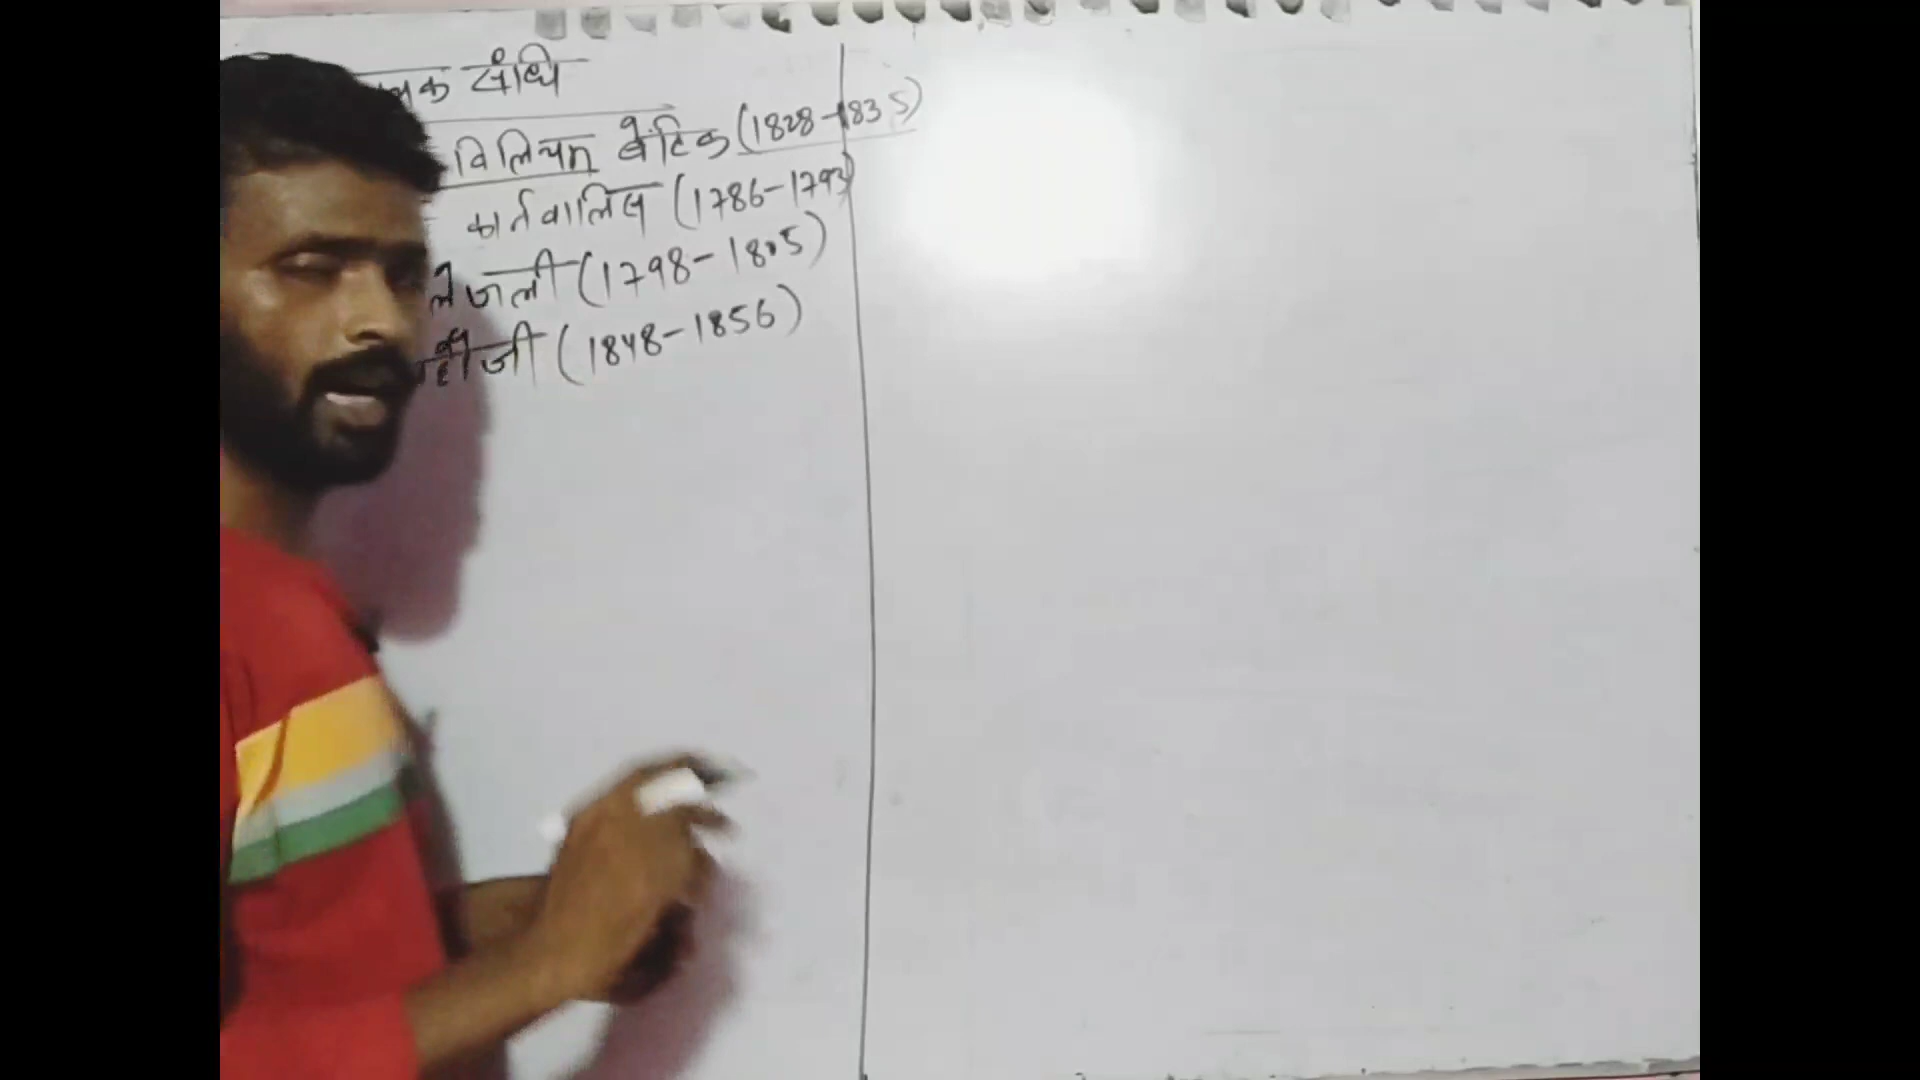 संधि
विलियम बेंटिक (1828-1835)
कार्नवालिस (1786-1793)
लेजली (1798-1805)
हौजी (1848-1856)